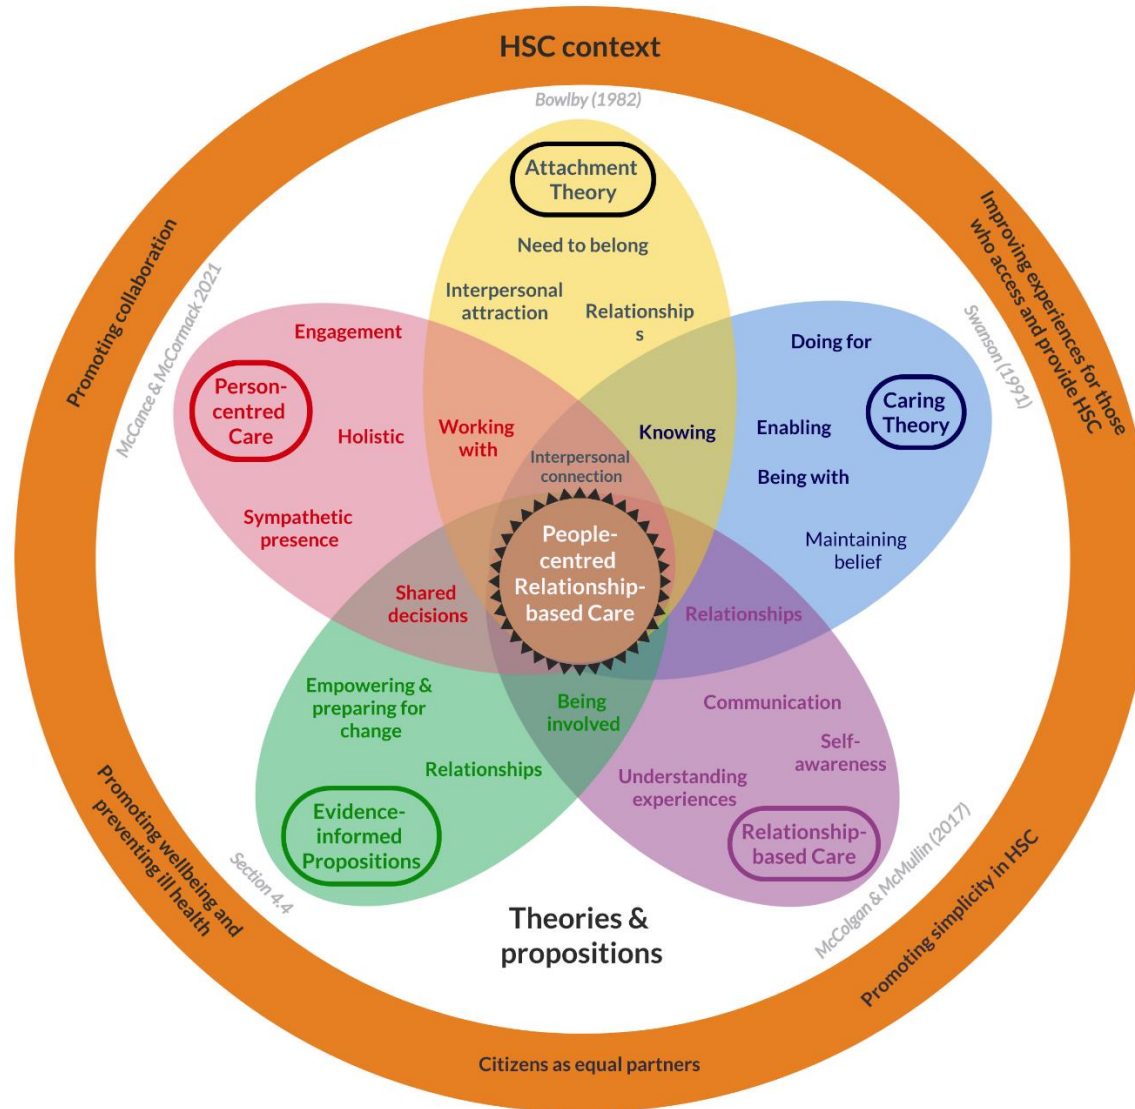 HSC context
Bowlby (1982)
Attachment
Theory
Need to belong
Interpersonal
attraction
Relationship
s
Promoting collaboration
McCance & McCormack 2021
Improving experiences for those
who access and provide HSC
Swanson (1991)
Engagement
Person-
centred
Care
Holistic
Sympathetic
presence
Working
with
Knowing
Doing for
Enabling
Caring
Theory
Being with
Maintaining
belief
Interpersonal
connection
People-
centred
Relationship-
based Care
Shared
decisions
Relationships
Empowering &
preparing for
change
Relationships
Being
involved
Evidence-
informed
Propositions
Communication
Self-
awareness
Understanding
experiences
Relationship-
based Care
Promoting wellbeing and
preventing ill health
Section 4.4
Theories &
propositions
McColgan & McMullin (2017)
Promoting simplicity in HSC
Citizens as equal partners